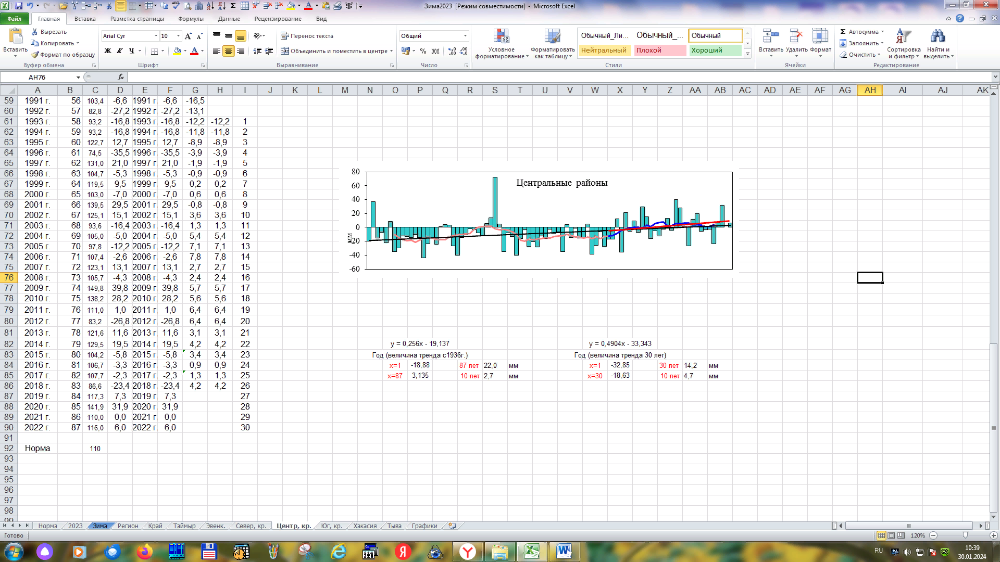 Зима2023 [Режим совместимости] - Microsoft Excel
Файл Главная Вставка Разметка страницы Формулы Данные Рецензирование Вид
Вставить Вырезать Копировать Формат по образцу Буфер обмена
Arial Cyr 10 Ж К Ч Шрифт
Перенос текста Объединить и поместить в центре Выравнивание
Общий % 000 Число
Условное форматирование Форматировать как таблицу
Обычный_Ли... Обычный_... Обычный
Нейтральный Плохой Хороший
Стили
Вставить Удалить Формат Ячейки
Σ Автосумма Заполнить Очистить Сортировка и фильтр Найти и выделить Редактирование
AH76 fx
A B C D E F G H I J K L M N O P Q R S T U V W X Y Z AA AB AC AD AE AF AG AH AI AJ AK
59 1991 г. 56 103,4 -6,6 1991 г. -6,6 -16,5
60 1992 г. 57 82,8 -27,2 1992 г. -27,2 -13,1
61 1993 г. 58 93,2 -16,8 1993 г. -16,8 -12,2 -12,2 1
62 1994 г. 59 93,2 -16,8 1994 г. -16,8 -11,8 -11,8 2
63 1995 г. 60 122,7 12,7 1995 г. 12,7 -8,9 -8,9 3
64 1996 г. 61 74,5 -35,5 1996 г. -35,5 -3,9 -3,9 4
65 1997 г. 62 131,0 21,0 1997 г. 21,0 -1,9 -1,9 5
66 1998 г. 63 104,7 -5,3 1998 г. -5,3 -0,9 -0,9 6
67 1999 г. 64 119,5 9,5 1999 г. 9,5 0,2 0,2 7
68 2000 г. 65 103,0 -7,0 2000 г. -7,0 0,6 0,6 8
69 2001 г. 66 139,5 29,5 2001 г. 29,5 -0,8 -0,8 9
70 2002 г. 67 125,1 15,1 2002 г. 15,1 3,6 3,6 10
71 2003 г. 68 93,6 -16,4 2003 г. -16,4 1,3 1,3 11
72 2004 г. 69 105,0 -5,0 2004 г. -5,0 5,4 5,4 12
73 2005 г. 70 97,8 -12,2 2005 г. -12,2 7,1 7,1 13
74 2006 г. 71 107,4 -2,6 2006 г. -2,6 7,8 7,8 14
75 2007 г. 72 123,1 13,1 2007 г. 13,1 2,7 2,7 15
76 2008 г. 73 105,7 -4,3 2008 г. -4,3 2,4 2,4 16
77 2009 г. 74 149,8 39,8 2009 г. 39,8 5,7 5,7 17
78 2010 г. 75 138,2 28,2 2010 г. 28,2 5,6 5,6 18
79 2011 г. 76 111,0 1,0 2011 г. 1,0 6,4 6,4 19
80 2012 г. 77 83,2 -26,8 2012 г. -26,8 6,4 6,4 20
81 2013 г. 78 121,6 11,6 2013 г. 11,6 3,1 3,1 21
82 2014 г. 79 129,5 19,5 2014 г. 19,5 4,2 4,2 22
83 2015 г. 80 104,2 -5,8 2015 г. -5,8 3,4 3,4 23
84 2016 г. 81 106,7 -3,3 2016 г. -3,3 0,9 0,9 24
85 2017 г. 82 107,7 -2,3 2017 г. -2,3 1,3 1,3 25
86 2018 г. 83 86,6 -23,4 2018 г. -23,4 4,2 4,2 26
87 2019 г. 84 117,3 7,3 2019 г. 7,3 27
88 2020 г. 85 141,9 31,9 2020 г. 31,9 28
89 2021 г. 86 110,0 0,0 2021 г. 0,0 29
90 2022 г. 87 116,0 6,0 2022 г. 6,0 30
91
92 Норма 110
93
94
95
96
97
98
99
Центральные районы
80
60
40
20
0
-20
-40
-60
мм
y = 0,256x - 19,137
Год (величина тренда с1936г.)
x=1 -18,88 87 лет 22,0 мм
x=87 3,135 10 лет 2,7 мм
y = 0,4904x - 33,343
Год (величина тренда 30 лет)
x=1 -32,85 30 лет 14,2 мм
x=30 -18,63 10 лет 4,7 мм
Норма 2023 Зима Регион Край Таймыр Эвенк. Север, кр. Центр, кр. Юг, кр. Хакасия Тыва Графики
Готово 120%
RU 10:39
30.01.2024